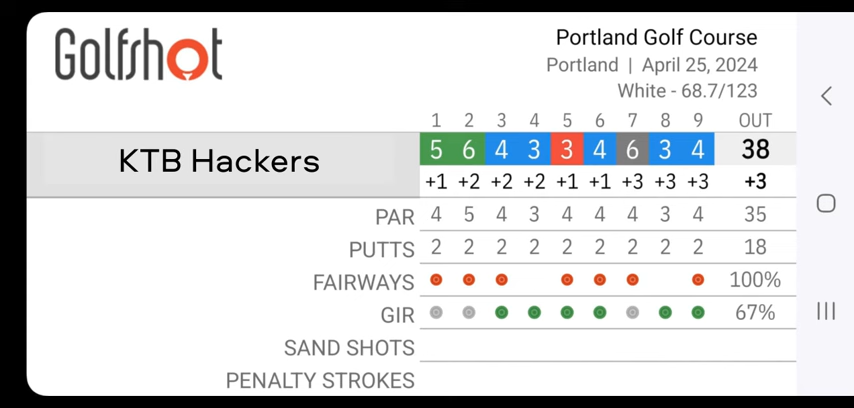 Golfshot
Portland Golf Course
Portland | April 25, 2024
White - 68.7/123
1 2 3 4 5 6 7 8 9 OUT
KTB Hackers 5 6 4 3 3 4 6 3 4 38
+1 +2 +2 +2 +1 +1 +3 +3 +3 +3
PAR 4 5 4 3 4 4 4 3 4 35
PUTTS 2 2 2 2 2 2 2 2 2 18
FAIRWAYS 100%
GIR 67%
SAND SHOTS
PENALTY STROKES